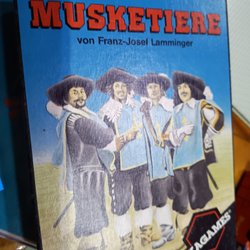 MUSKETIERE
von Franz-Josef Lamminger
AGAMES